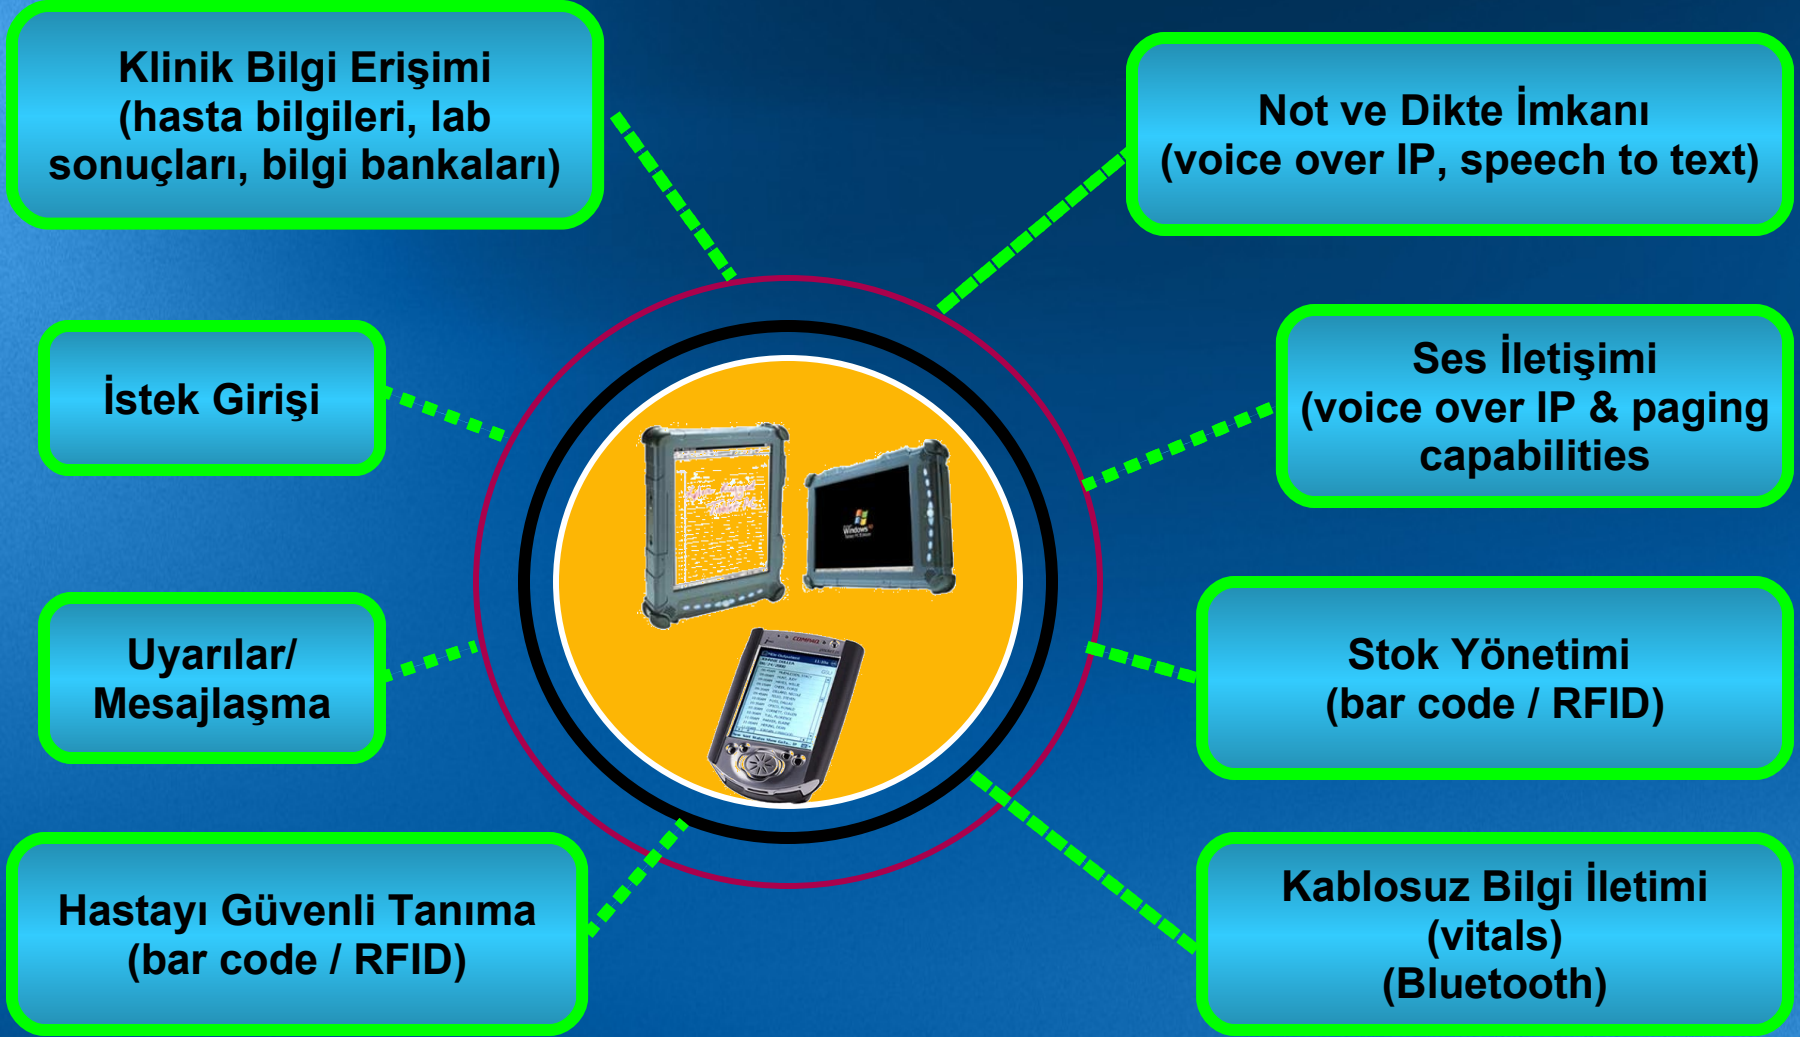 Klinik Bilgi Erişimi
(hasta bilgileri, lab
sonuçları, bilgi bankaları)
Not ve Dikte İmkanı
(voice over IP, speech to text)
İstek Girişi
Ses İletişimi
(voice over IP & paging
capabilities
Uyarılar/
Mesajlaşma
Stok Yönetimi
(bar code / RFID)
Hastayı Güvenli Tanıma
(bar code / RFID)
Kablosuz Bilgi İletimi
(vitals)
(Bluetooth)
Windows
COMPAQ